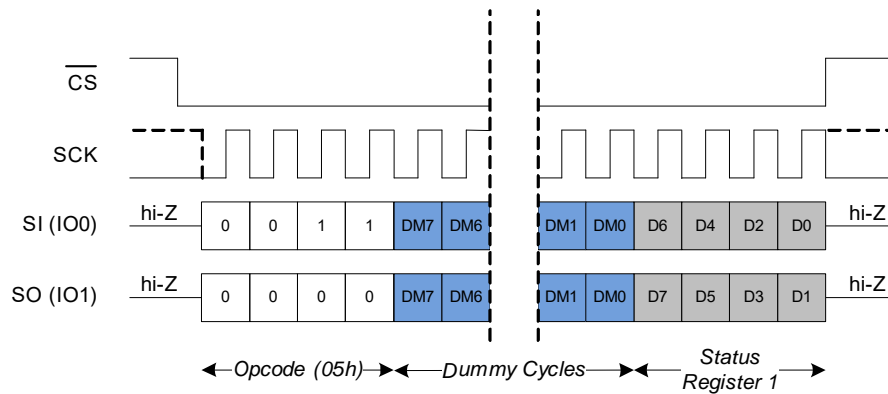 CS
SCK
SI (IO0) hi-Z 0 0 1 1 DM7 DM6 DM1 DM0 D6 D4 D2 D0 hi-Z
SO (IO1) hi-Z 0 0 0 0 DM7 DM6 DM1 DM0 D7 D5 D3 D1 hi-Z
Opcode (05h) Dummy Cycles Status
Register 1